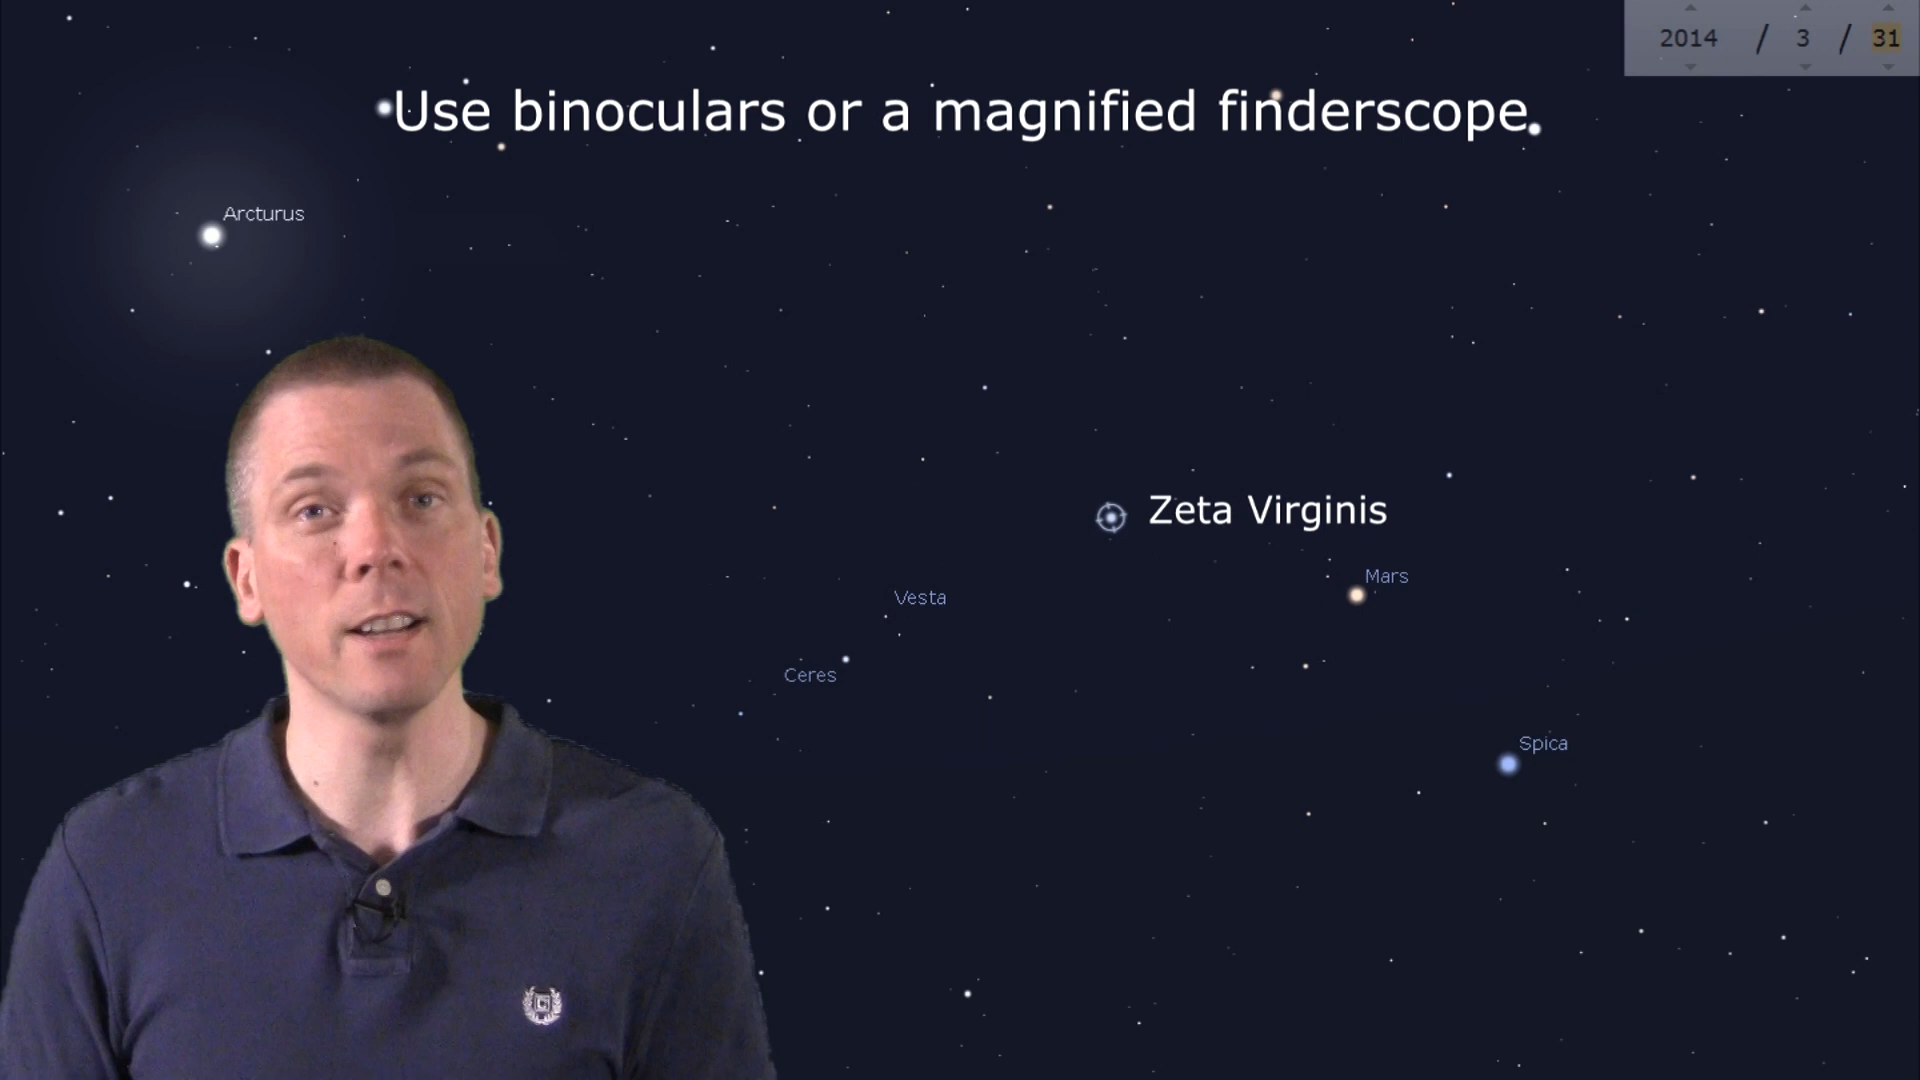 2014 / 3 / 31
Use binoculars or a magnified finderscope
Arcturus
Zeta Virginis
Mars
Vesta
Ceres
Spica